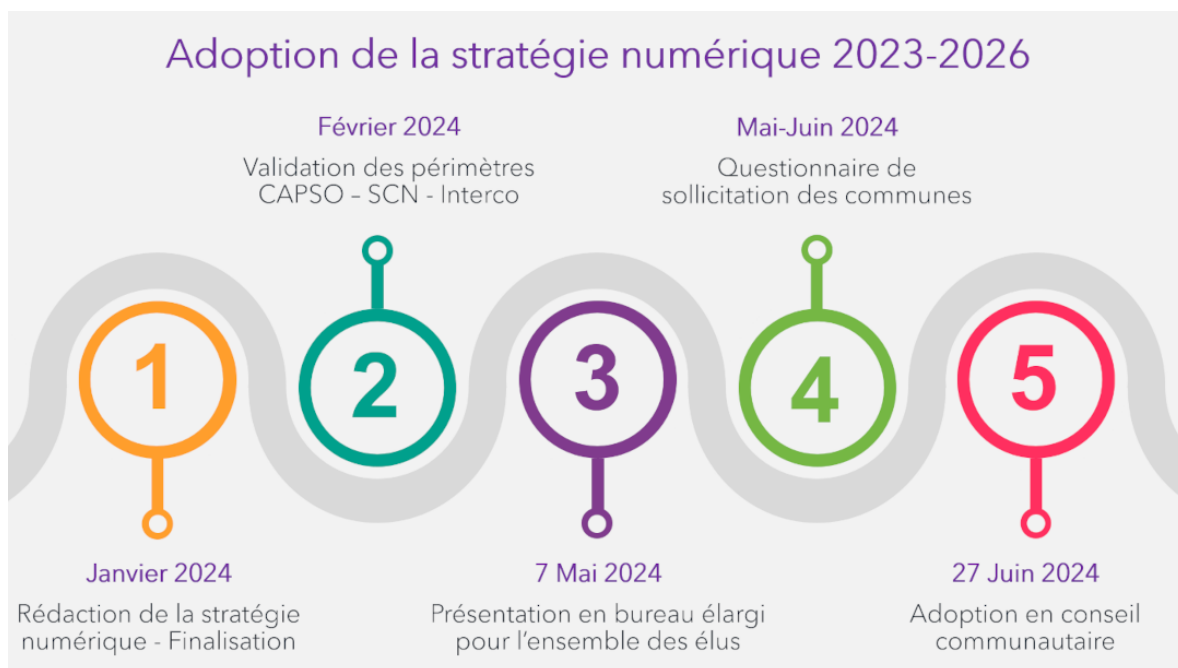 Adoption de la stratégie numérique 2023-2026
Février 2024
Validation des périmètres
CAPSO – SCN - Interco
Mai-Juin 2024
Questionnaire de
sollicitation des communes
1
2
3
4
5
Janvier 2024
Rédaction de la stratégie
numérique - Finalisation
7 Mai 2024
Présentation en bureau élargi
pour l'ensemble des élus
27 Juin 2024
Adoption en conseil
communautaire